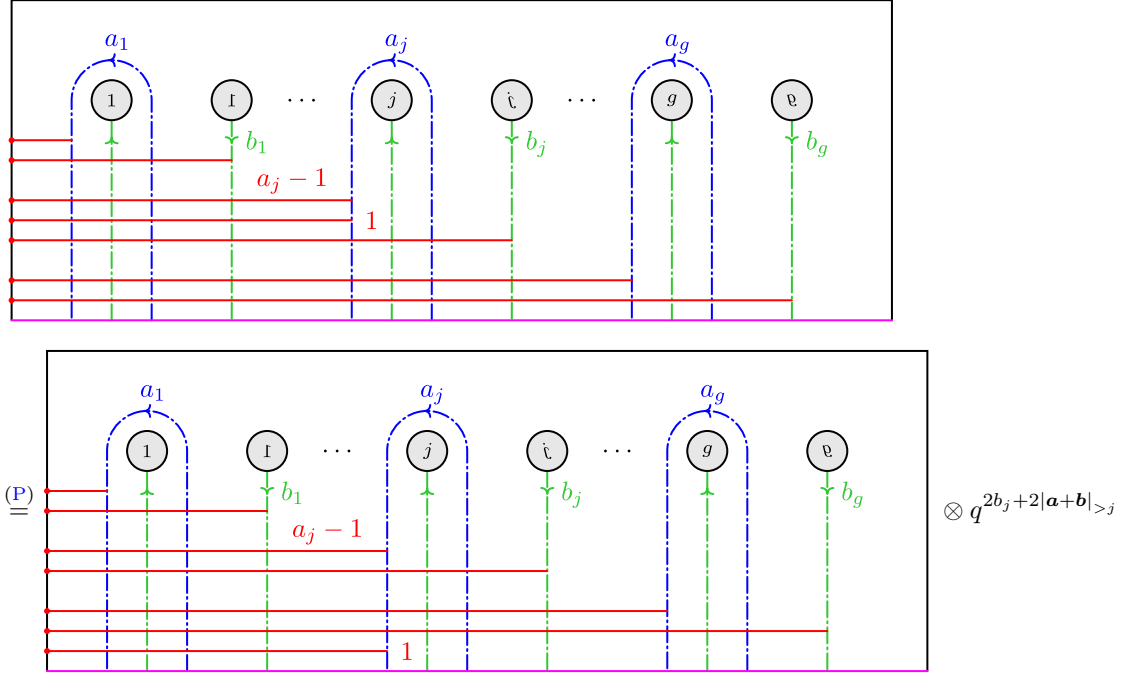 a_1 a_j a_g
1 1 ⋯ j j ⋯ g g
b_1 b_j b_g
a_j − 1
1
a_1 a_j a_g
1 1 ⋯ j j ⋯ g g
b_1 b_j b_g
(P) = ⊗ q^{2b_j+2|a+b|_{>j}}
a_j − 1
1